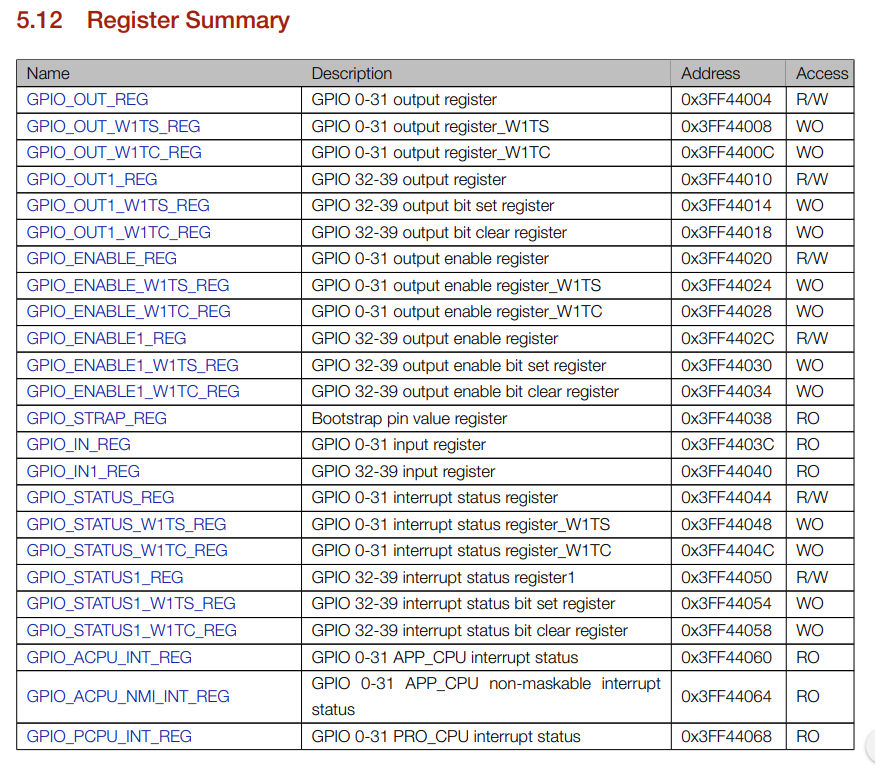 5.12 Register Summary
Name Description Address Access
GPIO_OUT_REG GPIO 0-31 output register 0x3FF44004 R/W
GPIO_OUT_W1TS_REG GPIO 0-31 output register_W1TS 0x3FF44008 WO
GPIO_OUT_W1TC_REG GPIO 0-31 output register_W1TC 0x3FF4400C WO
GPIO_OUT1_REG GPIO 32-39 output register 0x3FF44010 R/W
GPIO_OUT1_W1TS_REG GPIO 32-39 output bit set register 0x3FF44014 WO
GPIO_OUT1_W1TC_REG GPIO 32-39 output bit clear register 0x3FF44018 WO
GPIO_ENABLE_REG GPIO 0-31 output enable register 0x3FF44020 R/W
GPIO_ENABLE_W1TS_REG GPIO 0-31 output enable register_W1TS 0x3FF44024 WO
GPIO_ENABLE_W1TC_REG GPIO 0-31 output enable register_W1TC 0x3FF44028 WO
GPIO_ENABLE1_REG GPIO 32-39 output enable register 0x3FF4402C R/W
GPIO_ENABLE1_W1TS_REG GPIO 32-39 output enable bit set register 0x3FF44030 WO
GPIO_ENABLE1_W1TC_REG GPIO 32-39 output enable bit clear register 0x3FF44034 WO
GPIO_STRAP_REG Bootstrap pin value register 0x3FF44038 RO
GPIO_IN_REG GPIO 0-31 input register 0x3FF4403C RO
GPIO_IN1_REG GPIO 32-39 input register 0x3FF44040 RO
GPIO_STATUS_REG GPIO 0-31 interrupt status register 0x3FF44044 R/W
GPIO_STATUS_W1TS_REG GPIO 0-31 interrupt status register_W1TS 0x3FF44048 WO
GPIO_STATUS_W1TC_REG GPIO 0-31 interrupt status register_W1TC 0x3FF4404C WO
GPIO_STATUS1_REG GPIO 32-39 interrupt status register1 0x3FF44050 R/W
GPIO_STATUS1_W1TS_REG GPIO 32-39 interrupt status bit set register 0x3FF44054 WO
GPIO_STATUS1_W1TC_REG GPIO 32-39 interrupt status bit clear register 0x3FF44058 WO
GPIO_ACPU_INT_REG GPIO 0-31 APP_CPU interrupt status 0x3FF44060 RO
GPIO_ACPU_NMI_INT_REG GPIO 0-31 APP_CPU non-maskable interrupt
status 0x3FF44064 RO
GPIO_PCPU_INT_REG GPIO 0-31 PRO_CPU interrupt status 0x3FF44068 RO